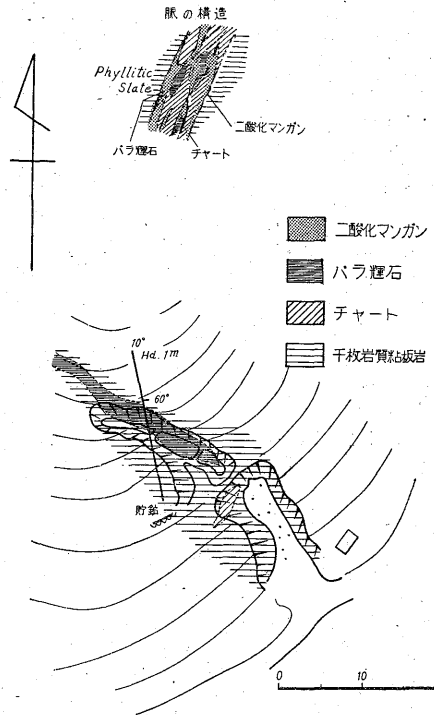 脈の構造
Phyllitic
Slate
二酸化マンガン
バラ輝石
チャート
二酸化マンガン
バラ輝石
チャート
千枚岩質粘板岩
10°
Hd. 1m
60°
貯鉱
0 10